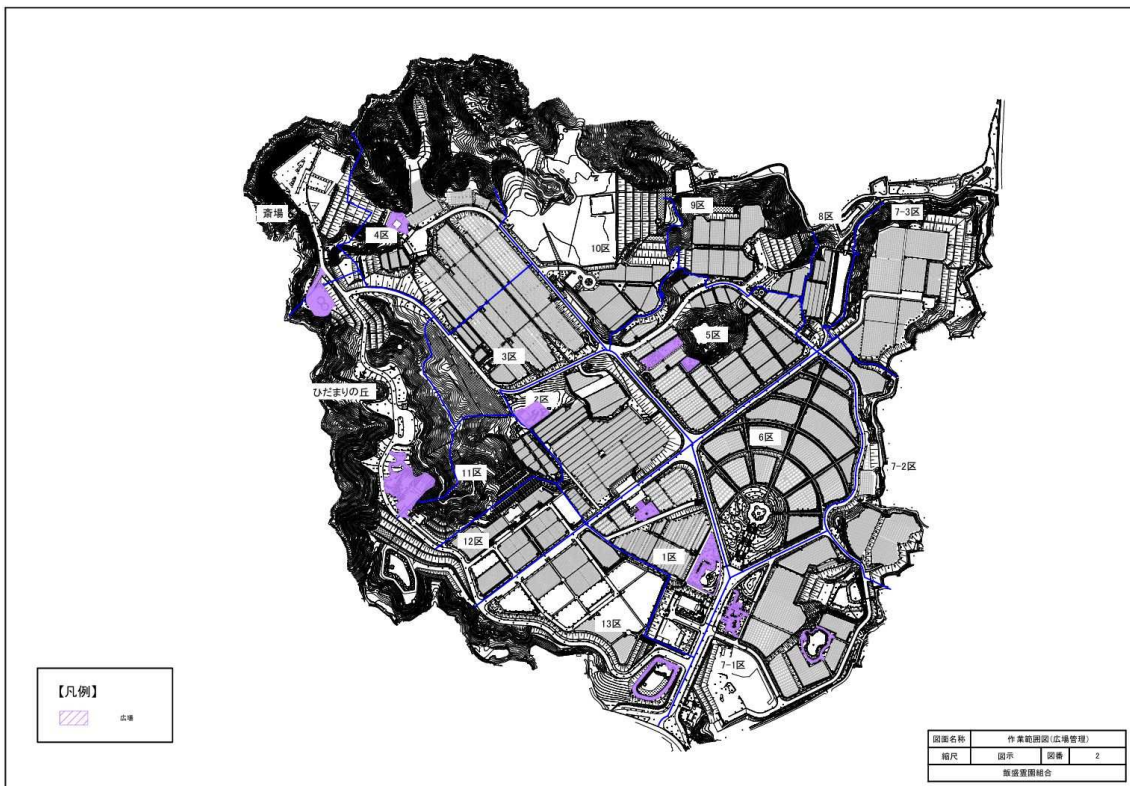 9区
8区
7-3区
斎場
4区
10区
5区
3区
ひだまりの丘
2区
6区
11区
7-2区
12区
1区
13区
7-1区
【凡例】
広場
図面名称 作業範囲図(広場管理)
縮尺 図示 図番 2
飯盛霊園組合